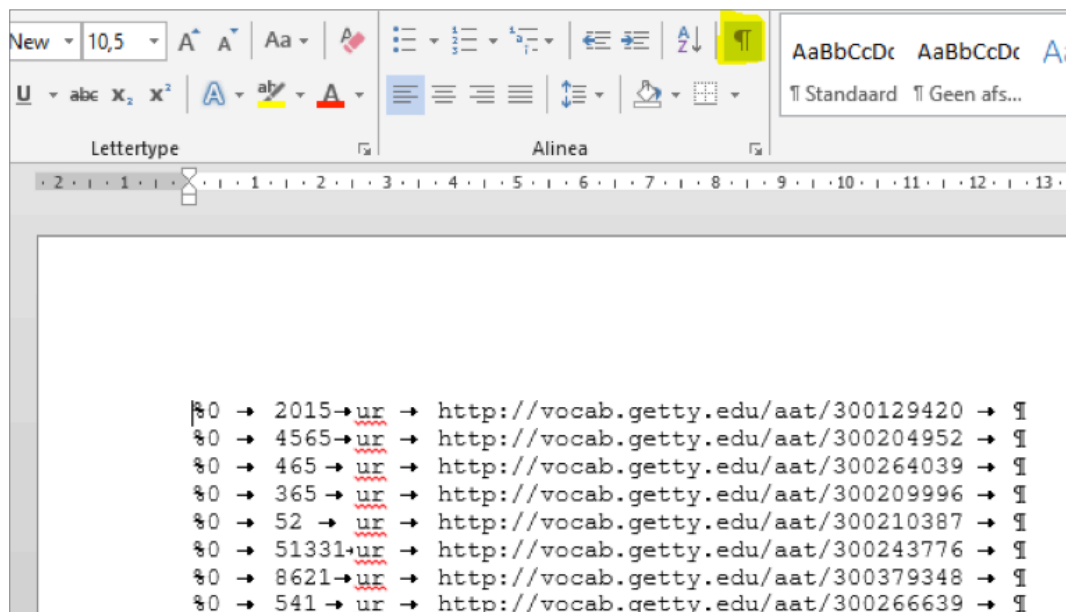 New 10,5 A A Aa A A Z ¶ AaBbCcDc AaBbCcDc
U abc x₂ x² A aby A ¶ Standaard ¶ Geen afs...
Lettertype Alinea
· 2 · ı · 1 · ı · ı · 1 · ı · 2 · ı · 3 · ı · 4 · ı · 5 · ı · 6 · ı · 7 · ı · 8 · ı · 9 · ı · 10 · ı · 11 · ı · 12 · ı · 13 ·
%0 → 2015→ur → http://vocab.getty.edu/aat/300129420 → ¶
%0 → 4565→ur → http://vocab.getty.edu/aat/300204952 → ¶
%0 → 465 → ur → http://vocab.getty.edu/aat/300264039 → ¶
%0 → 365 → ur → http://vocab.getty.edu/aat/300209996 → ¶
%0 → 52 → ur → http://vocab.getty.edu/aat/300210387 → ¶
%0 → 51331→ur → http://vocab.getty.edu/aat/300243776 → ¶
%0 → 8621→ur → http://vocab.getty.edu/aat/300379348 → ¶
%0 → 541 → ur → http://vocab.getty.edu/aat/300266639 → ¶